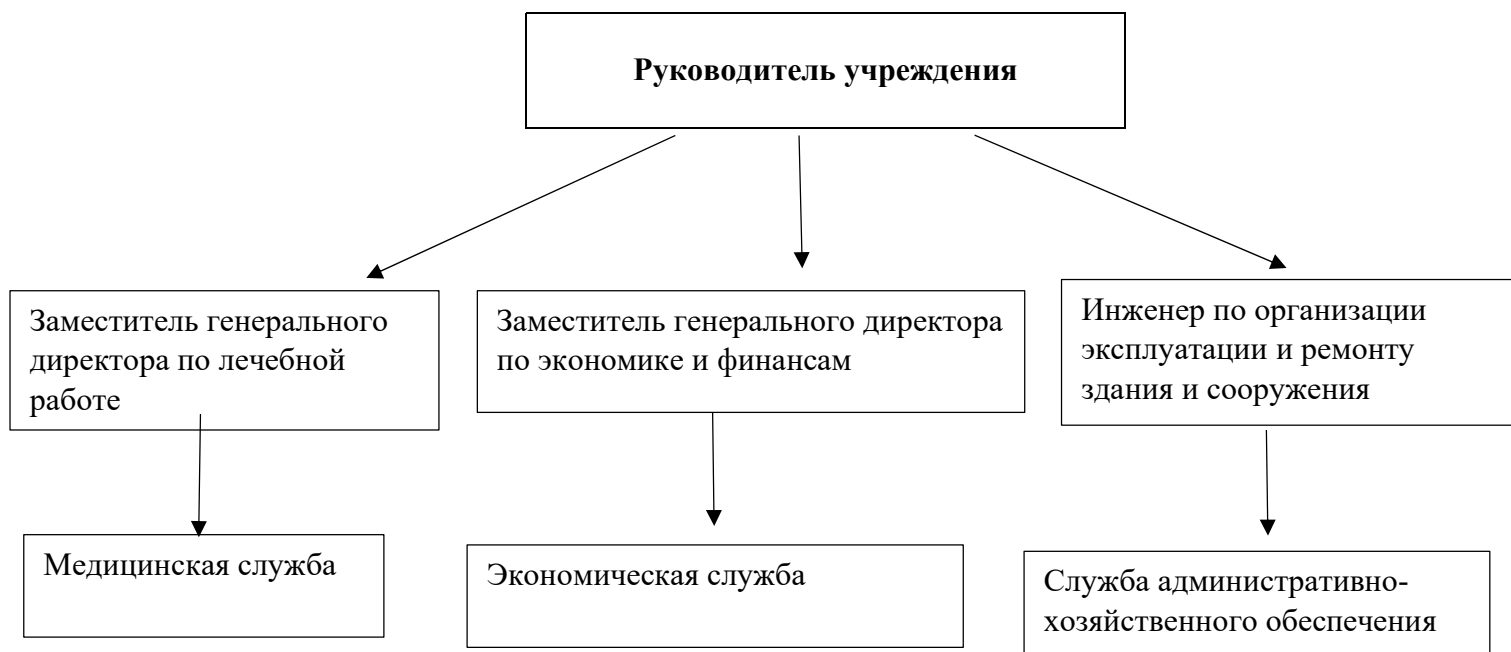 Руководитель учреждения
Заместитель генерального
директора по лечебной
работе
Заместитель генерального директора
по экономике и финансам
Инженер по организации
эксплуатации и ремонту
здания и сооружения
Медицинская служба
Экономическая служба
Служба административно-
хозяйственного обеспечения